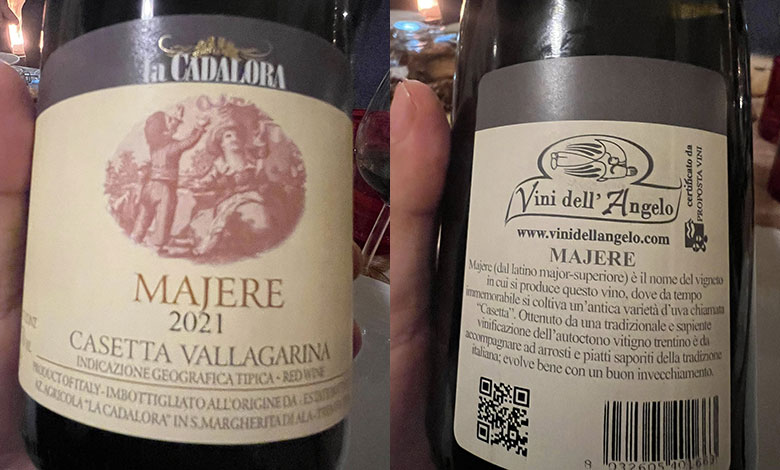 la CADALORA
MAJERE
2021
CASETTA VALLAGARINA
INDICAZIONE GEOGRAFICA TIPICA - RED WINE
PRODUCT OF ITALY - IMBOTTIGLIATO ALL'ORIGINE DA
AZ. AGRICOLA "LA CADALORA" IN S. MARGHERITA DI ALA
Vini dell'Angelo
certificato da
PROPOSTA VINI
www.vinidellangelo.com
MAJERE
Majere (dal latino major-superiore) è il nome del vigneto
in cui si produce questo vino, dove da tempo
immemorabile si coltiva un'antica varietà d'uva chiamata
"Casetta". Ottenuto da una tradizionale e sapiente
vinificazione dell'autoctono vitigno trentino è da
accompagnare ad arrosti e piatti saporiti della tradizione
italiana; evolve bene con un buon invecchiamento.